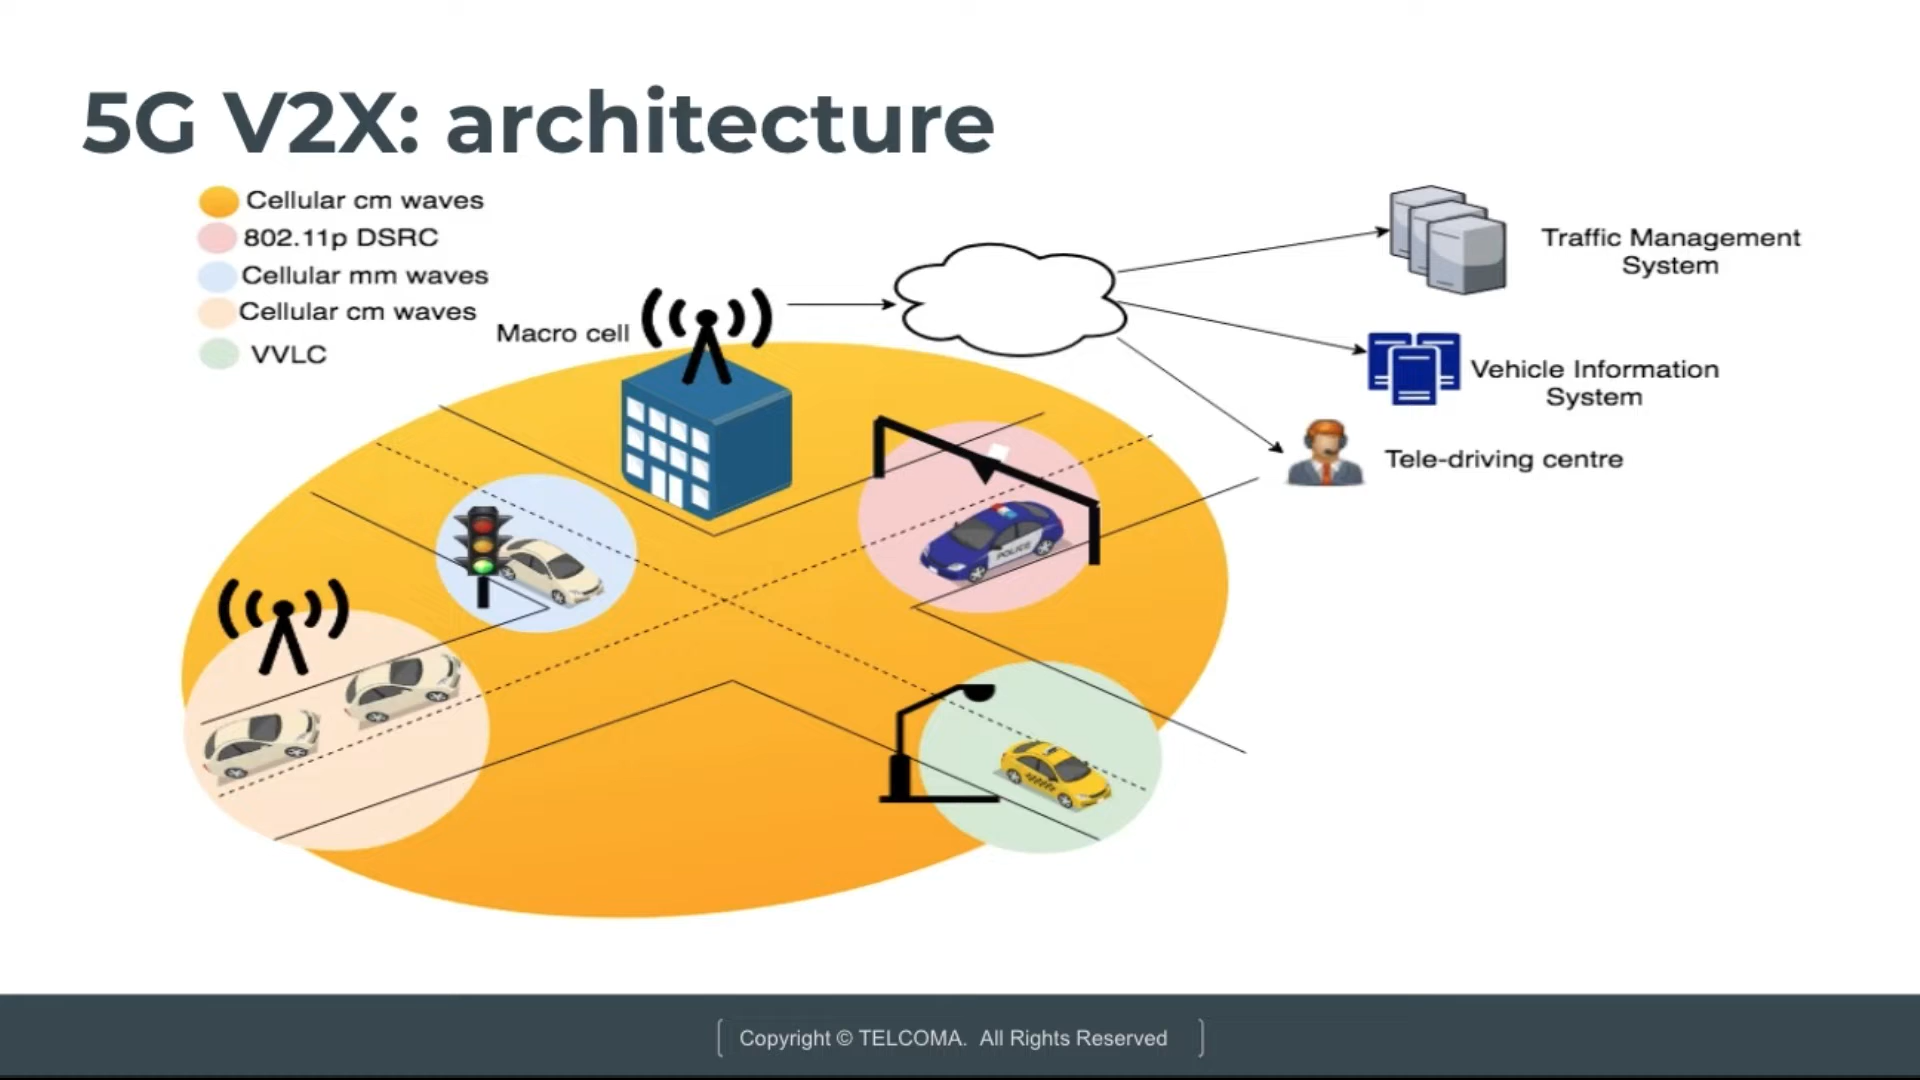 5G V2X: architecture
Cellular cm waves
802.11p DSRC
Cellular mm waves
Cellular cm waves
VVLC
Macro cell
Traffic Management
System
Vehicle Information
System
Tele-driving centre
POLICE
Copyright © TELCOMA. All Rights Reserved